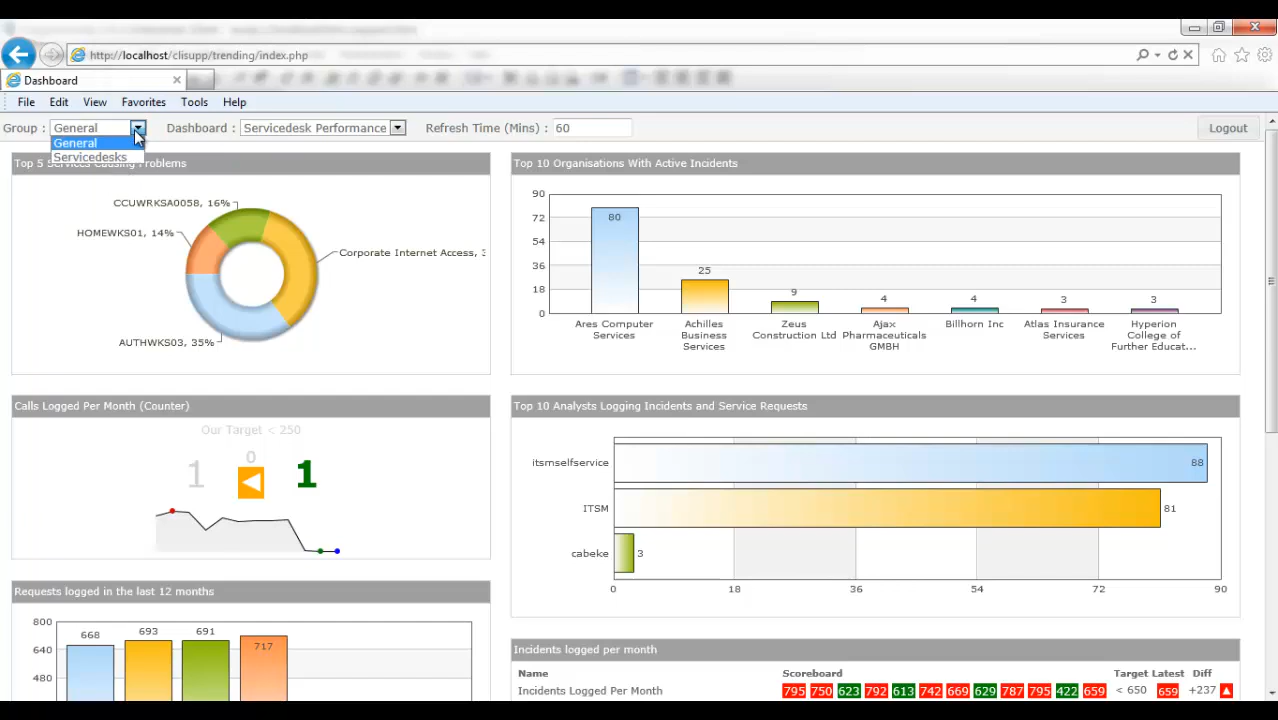 http://localhost/clisupp/trending/index.php
Dashboard
File Edit View Favorites Tools Help
Group : General Dashboard : Servicedesk Performance Refresh Time (Mins) : 60 Logout
General
Servicedesks
Top 5 Services Causing Problems
CCUWRKSA0058, 16%
HOMEWKS01, 14%
Corporate Internet Access, 3
AUTHWKS03, 35%
Top 10 Organisations With Active Incidents
90
72
54
36
18
0
80
25
9
4
4
3
3
Ares Computer Services
Achilles Business Services
Zeus Construction Ltd
Ajax Pharmaceuticals GMBH
Billhorn Inc
Atlas Insurance Services
Hyperion College of Further Educat...
Calls Logged Per Month (Counter)
Our Target < 250
1 0 1
Top 10 Analysts Logging Incidents and Service Requests
itsmselfservice 88
ITSM 81
cabeke 3
0 18 36 54 72 90
Requests logged in the last 12 months
800
640
480
668
693
691
717
Incidents logged per month
Name Scoreboard Target Latest Diff
Incidents Logged Per Month 795 750 623 792 613 742 669 629 787 795 422 659 < 650 659 +237